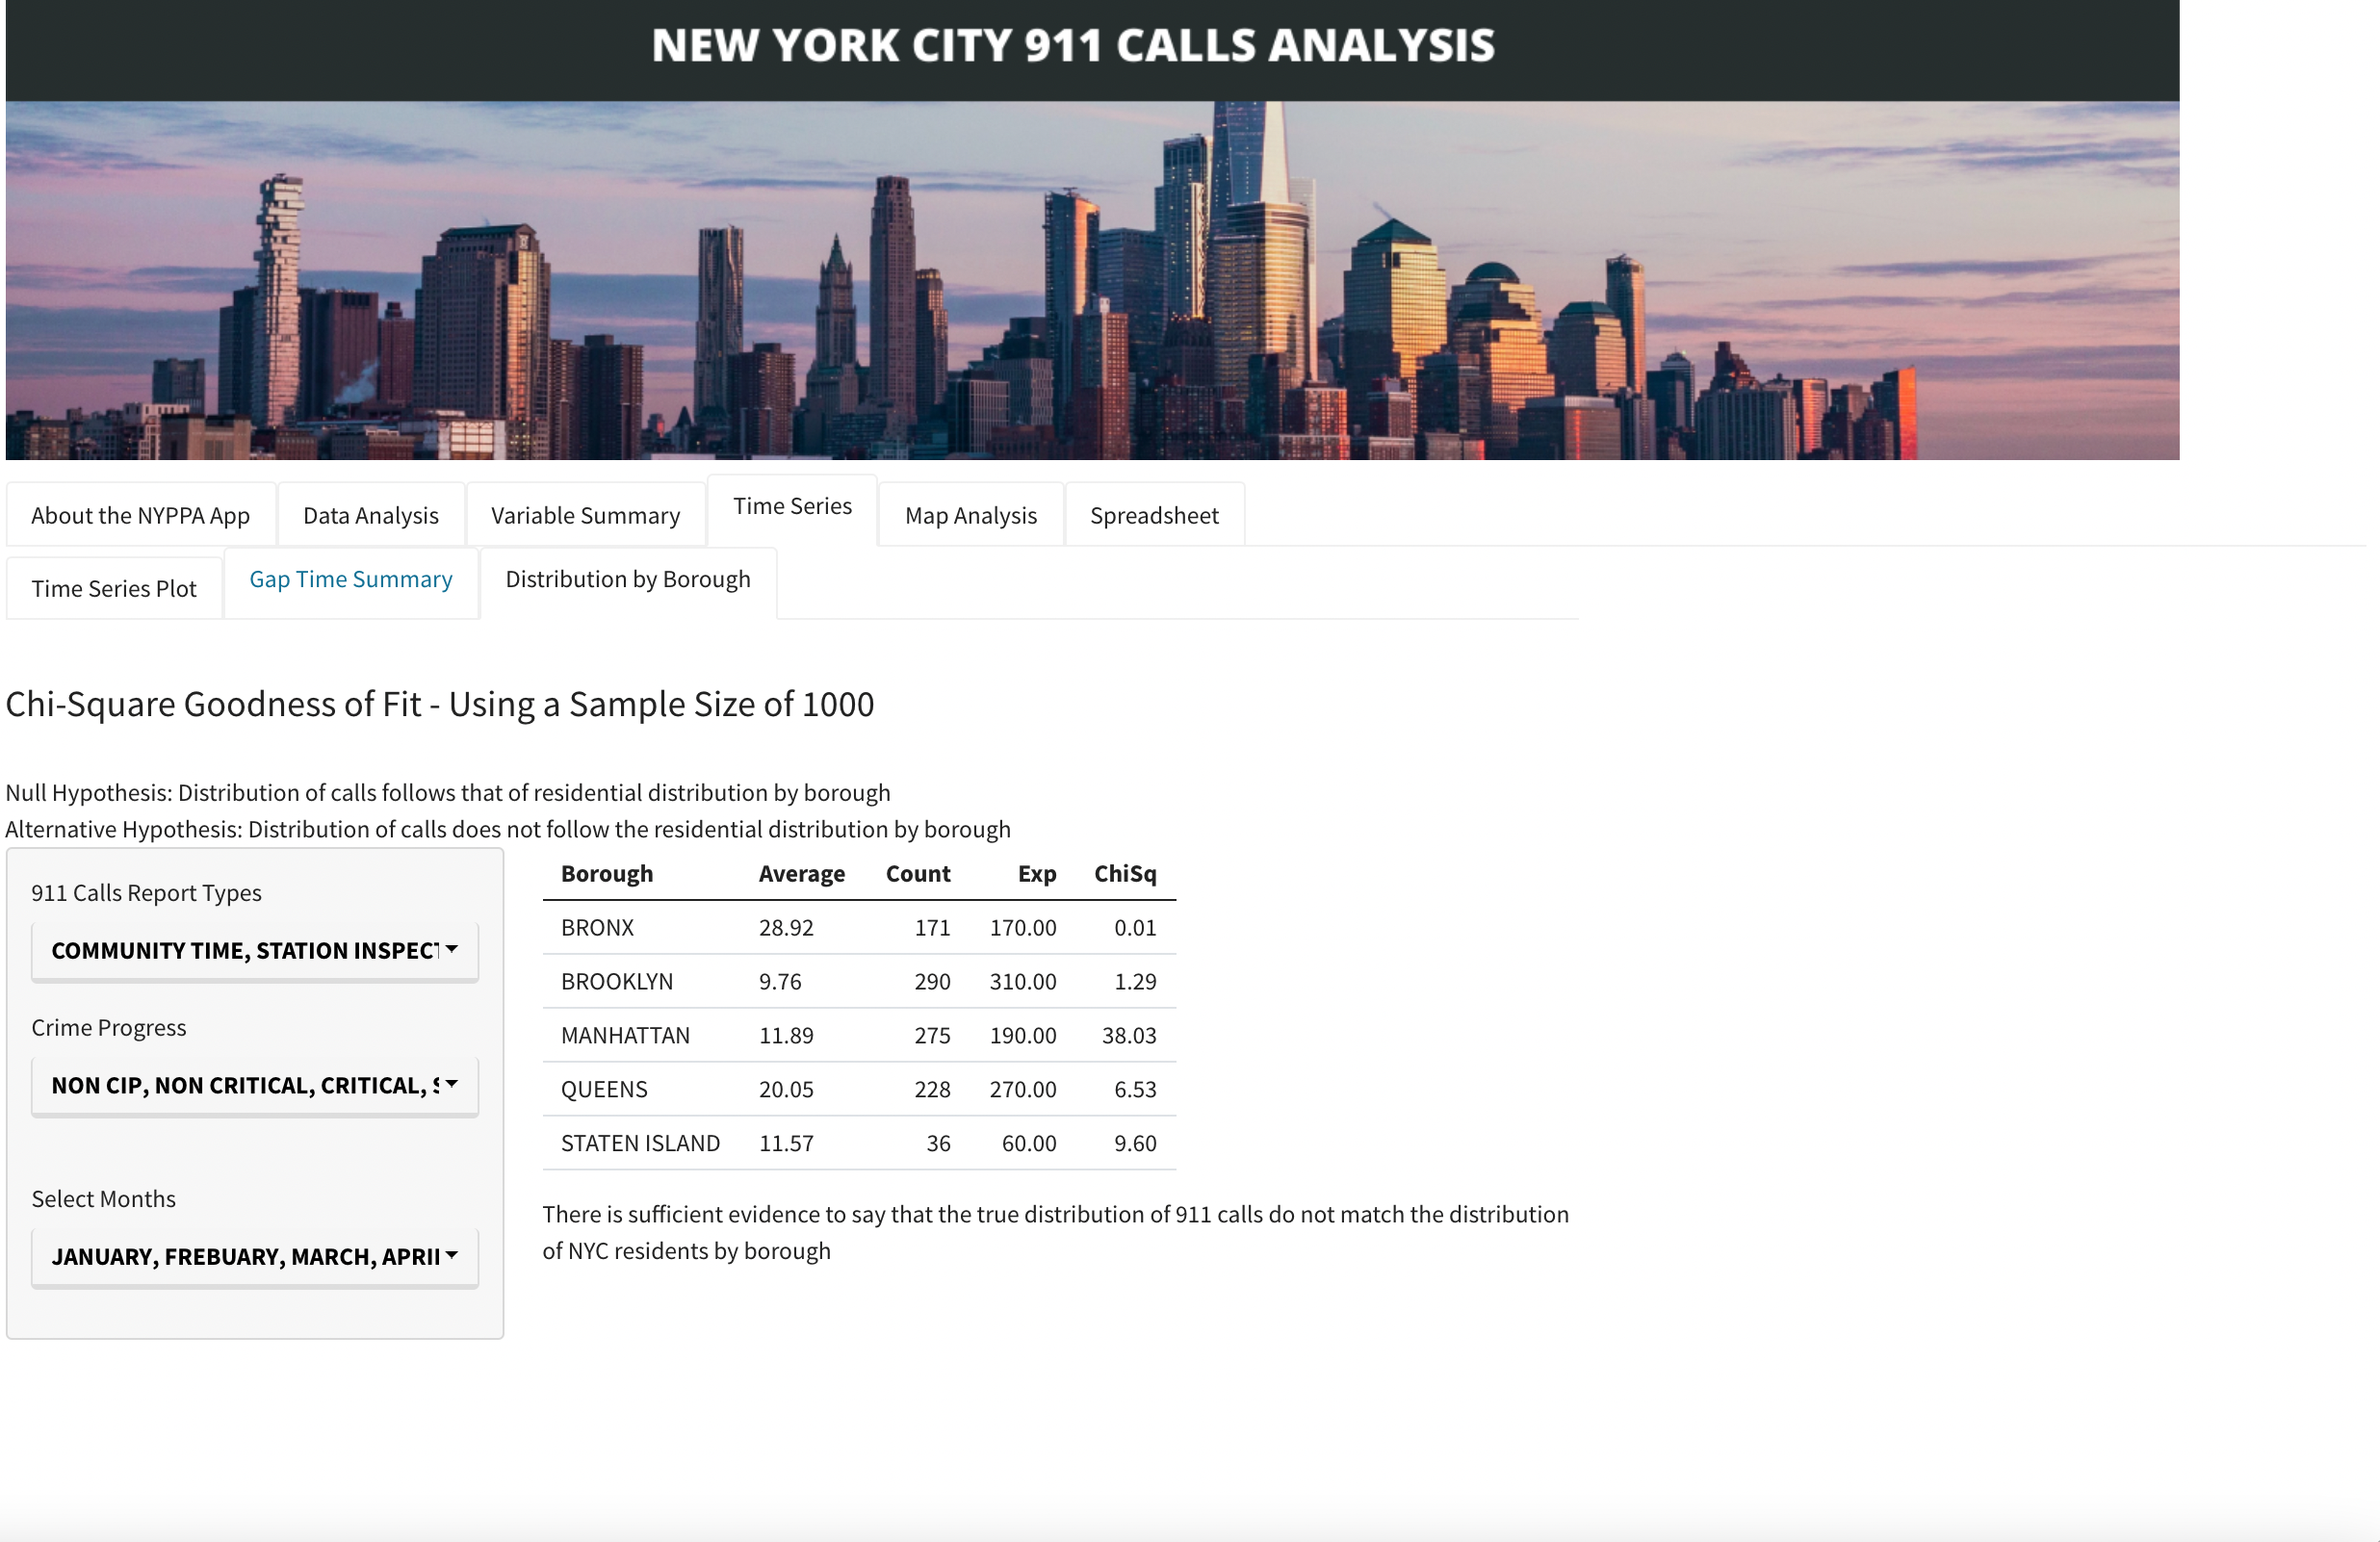 NEW YORK CITY 911 CALLS ANALYSIS
About the NYPPA App Data Analysis Variable Summary Time Series Map Analysis Spreadsheet
Time Series Plot Gap Time Summary Distribution by Borough
Chi-Square Goodness of Fit - Using a Sample Size of 1000
Null Hypothesis: Distribution of calls follows that of residential distribution by borough
Alternative Hypothesis: Distribution of calls does not follow the residential distribution by borough
911 Calls Report Types
COMMUNITY TIME, STATION INSPECT
Crime Progress
NON CIP, NON CRITICAL, CRITICAL, S
Select Months
JANUARY, FREBUARY, MARCH, APRIL
Borough Average Count Exp ChiSq
BRONX 28.92 171 170.00 0.01
BROOKLYN 9.76 290 310.00 1.29
MANHATTAN 11.89 275 190.00 38.03
QUEENS 20.05 228 270.00 6.53
STATEN ISLAND 11.57 36 60.00 9.60
There is sufficient evidence to say that the true distribution of 911 calls do not match the distribution
of NYC residents by borough